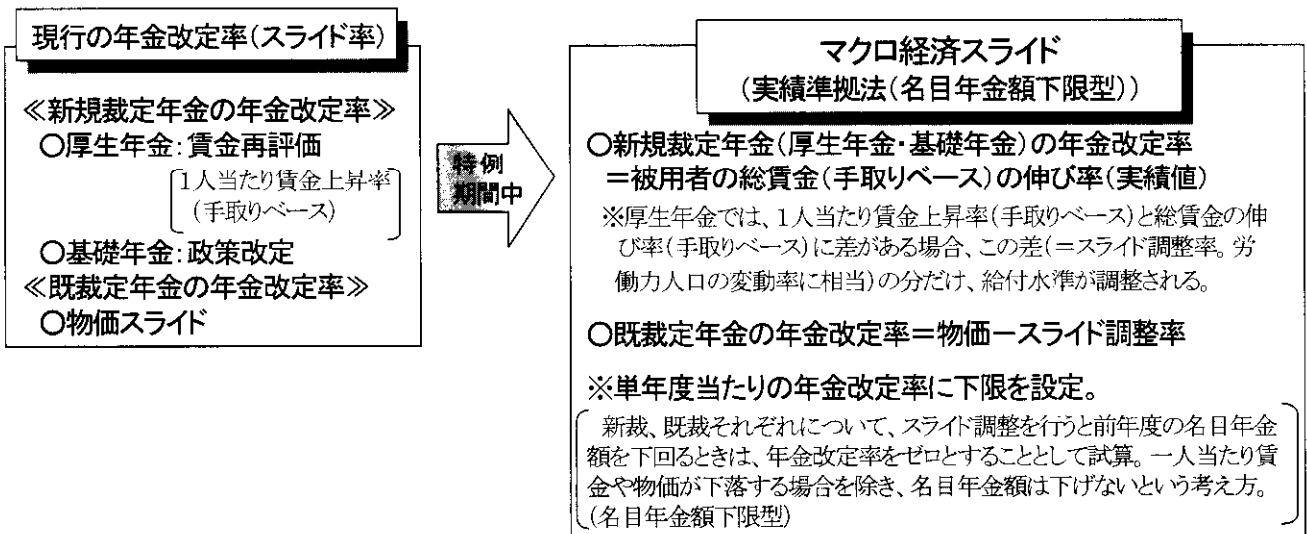 現行の年金改定率(スライド率)
≪新規裁定年金の年金改定率≫
○厚生年金:賃金再評価
1人当たり賃金上昇率
(手取りベース)
○基礎年金:政策改定
≪既裁定年金の年金改定率≫
○物価スライド
特例
期間中
マクロ経済スライド
(実績準拠法(名目年金額下限型))
○新規裁定年金(厚生年金・基礎年金)の年金改定率
=被用者の総賃金(手取りベース)の伸び率(実績値)
※厚生年金では、1人当たり賃金上昇率(手取りベース)と総賃金の伸
び率(手取りベース)に差がある場合、この差(=スライド調整率。労
働力人口の変動率に相当)の分だけ、給付水準が調整される。
○既裁定年金の年金改定率=物価-スライド調整率
※単年度当たりの年金改定率に下限を設定。
新裁、既裁それぞれについて、スライド調整を行うと前年度の名目年金
額を下回るときは、年金改定率をゼロとすることとして試算。一人当たり賃
金や物価が下落する場合を除き、名目年金額は下げないという考え方。
(名目年金額下限型)